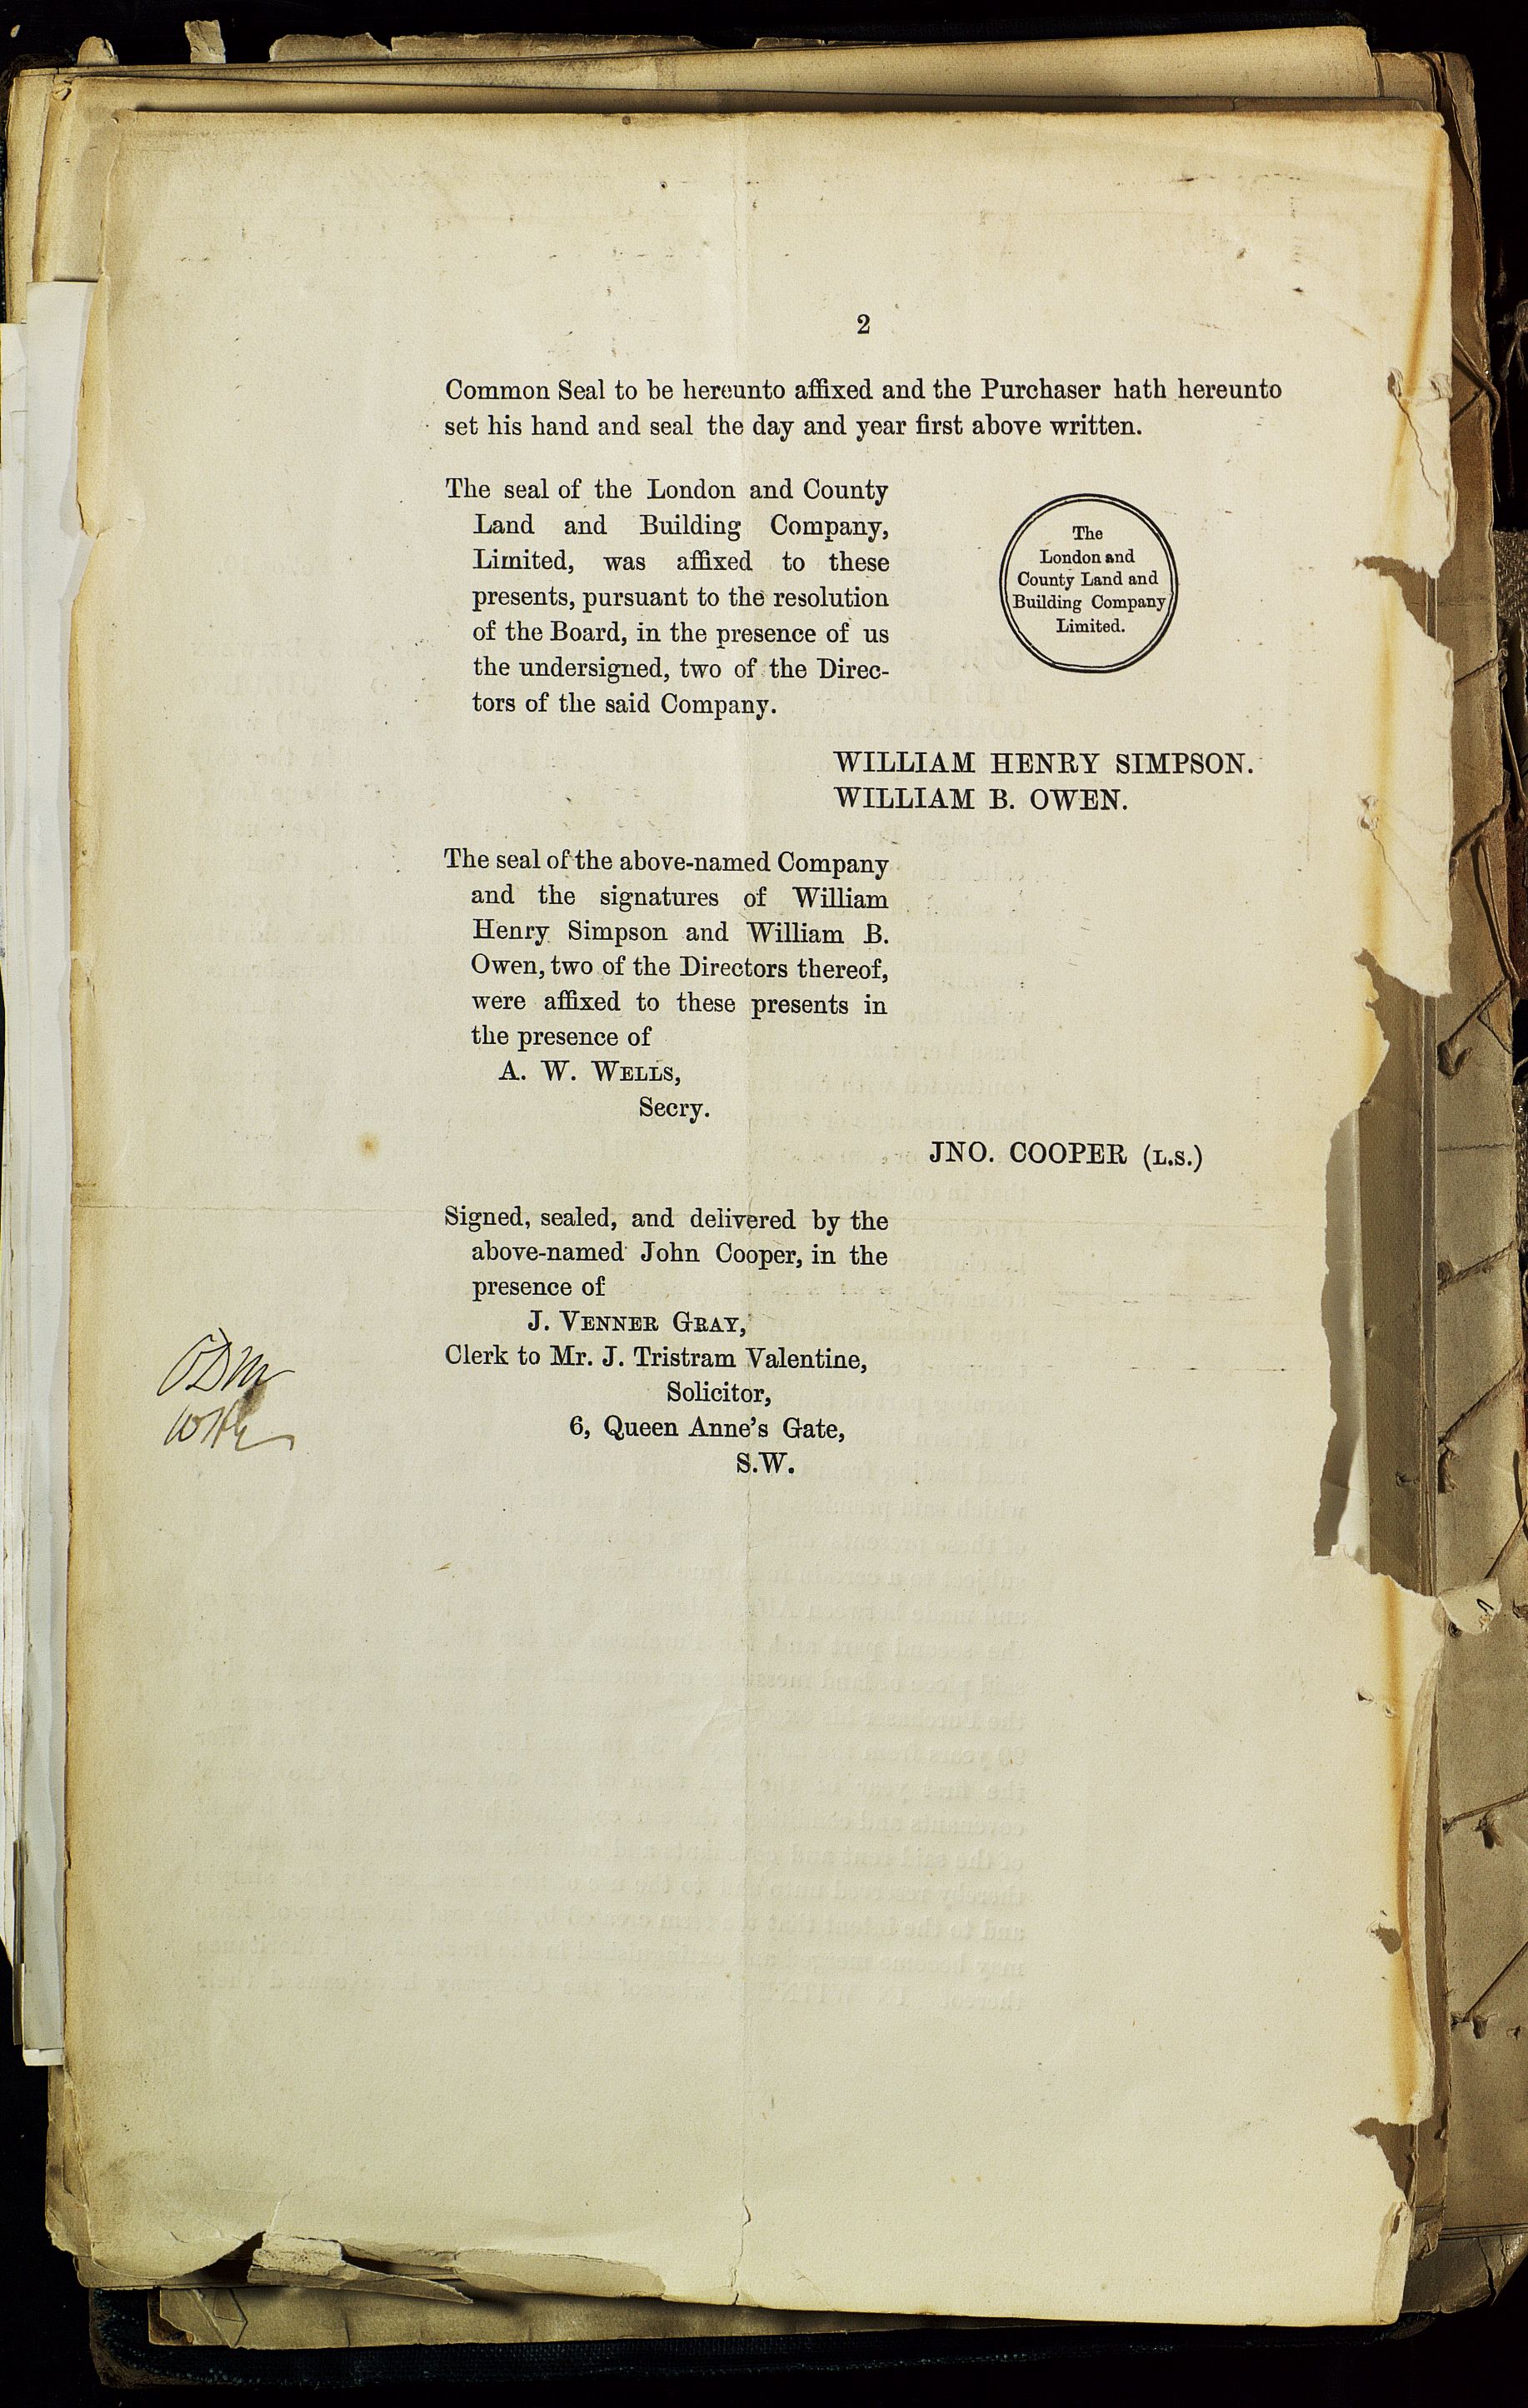 2
Common Seal to be hereunto affixed and the Purchaser hath hereunto
set his hand and seal the day and year first above written.
The seal of the London and County
Land and Building Company,
Limited, was affixed to these
presents, pursuant to the resolution
of the Board, in the presence of us
the undersigned, two of the Direc-
tors of the said Company.
The
London and
County Land and
Building Company
Limited.
WILLIAM HENRY SIMPSON.
WILLIAM B. OWEN.
The seal of the above-named Company
and the signatures of William
Henry Simpson and William B.
Owen, two of the Directors thereof,
were affixed to these presents in
the presence of
A. W. WELLS,
Secry.
JNO. COOPER (L.S.)
Signed, sealed, and delivered by the
above-named John Cooper, in the
presence of
J. VENNER GRAY,
Clerk to Mr. J. Tristram Valentine,
Solicitor,
6, Queen Anne's Gate,
S.W.